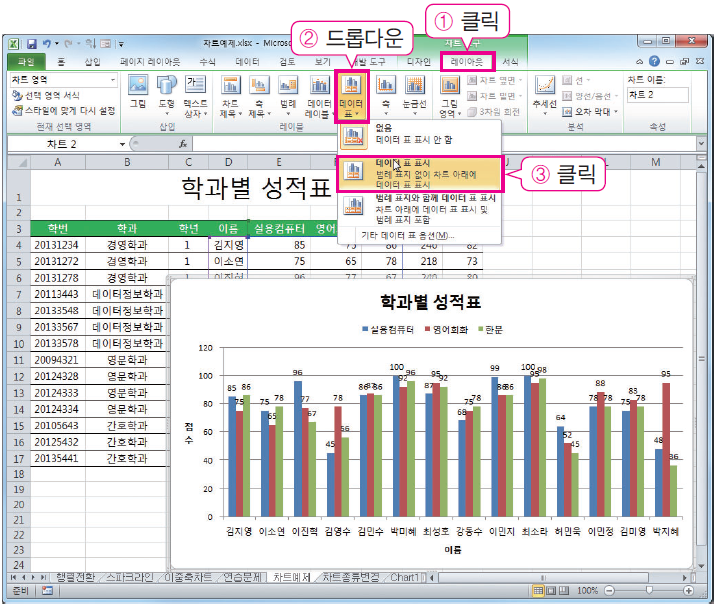 ① 클릭
② 드롭다운
차트예제.xlsx - Microso
파일 홈 삽입 페이지 레이아웃 수식 데이터 검토 보기 개발 도구 디자인 레이아웃 서식
차트 영역
선택 영역 서식
스타일에 맞게 다시 설정
현재 선택 영역
그림 도형 텍스트 상자
삽입
차트 제목 축 제목 범례 데이터 레이블 데이터 표
레이블
축 눈금선
그림 영역 차트 옆면 차트 밑면 3차원 회전
추세선 선 양선/음선 오차 막대
분석
차트 이름:
차트 2
속성
없음
데이터 표 표시 안 함
데이터 표 표시
범례 표지 없이 차트 아래에
데이터 표 표시
범례 표지와 함께 데이터 표 표시
차트 아래에 데이터 표 표시 및
범례 표지 포함
기타 데이터 표 옵션(M)...
③ 클릭
차트 2 fx
A B C D E F J L M
1 학과별 성적표
2
3 학번 학과 학년 이름 실용컴퓨터 영어
4 20131234 경영학과 1 김지영 85 75 86 246 82
5 20131272 경영학과 1 이소연 75 65 78 218 73
6 20131278 경영학과 1 이진혁 96 77 67 240 80
7 20113443 데이터정보학과
8 20133548 데이터정보학과
9 20133567 데이터정보학과
10 20133578 데이터정보학과
11 20094321 영문학과
12 20124328 영문학과
13 20124333 영문학과
14 20124334 영문학과
15 20105643 간호학과
16 20125432 간호학과
17 20135441 간호학과
18
19
20
21
22
23
24
학과별 성적표
실용컴퓨터 영어회화 한문
120
100
80
60
40
20
0
점수
85 75 86
75 65 78
96 77 67
45 78 56
86 87 86
100 92 96
87 95 92
68 75 78
99 86 86
100 95 98
64 52 45
78 88 78
75 83 78
48 95 36
김지영 이소연 이진혁 김영수 김민수 박미혜 최성호 강동수 이민지 최소라 허민욱 이민정 김미영 박지혜
이름
행열전환 스파크라인 이중축차트 연습문제 차트예제 차트종류변경 Chart1
준비 100%